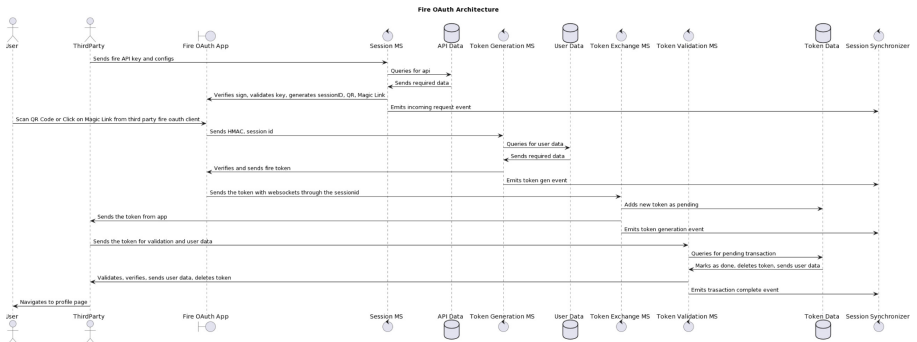 Fire OAuth Architecture
User
ThirdParty
Fire OAuth App
Session MS
API Data
Token Generation MS
User Data
Token Exchange MS
Token Validation MS
Token Data
Session Synchronizer
Sends fire API key and configs
Queries for api
Sends required data
Verifies sign, validates key, generates sessionID, QR, Magic Link
Emits incoming request event
Scan QR Code or Click on Magic Link from third party fire oauth client
Sends HMAC, session id
Queries for user data
Sends required data
Verifies and sends fire token
Emits token gen event
Sends the token with websockets through the sessionid
Adds new token as pending
Sends the token from app
Emits token generation event
Sends the token for validation and user data
Queries for pending transaction
Marks as done, deletes token, sends user data
Validates, verifies, sends user data, deletes token
Emits trasaction complete event
Navigates to profile page
User
ThirdParty
Fire OAuth App
Session MS
API Data
Token Generation MS
User Data
Token Exchange MS
Token Validation MS
Token Data
Session Synchronizer